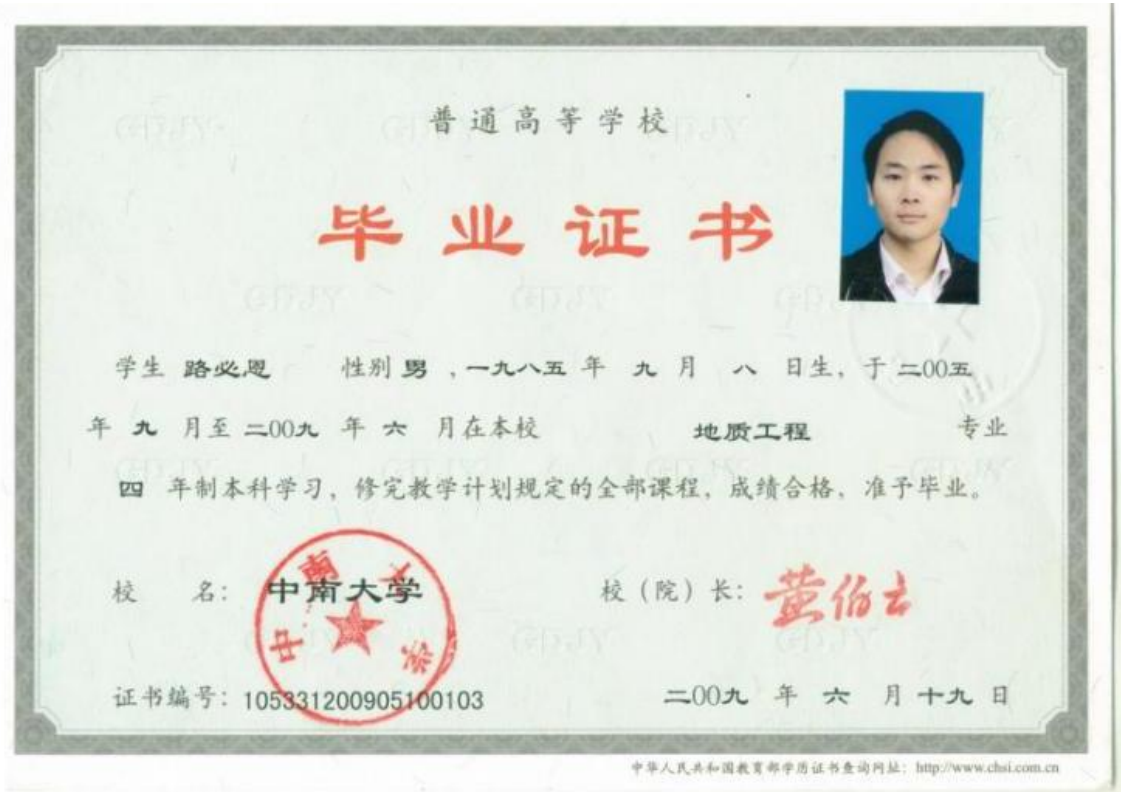 普通高等学校
毕业证书
学生 路必恩 性别 男 ，一九八五 年 九 月 八 日生，于 二00五
年 九 月至 二00九 年 六 月在本校 地质工程 专业
四 年制本科学习，修完教学计划规定的全部课程，成绩合格，准予毕业。
校 名： 中南大学 校（院）长： 黄伯云
中南大学
证书编号：105331200905100103 二00九 年 六 月 十九 日
中华人民共和国教育部学历证书查询网址：http://www.chsi.com.cn